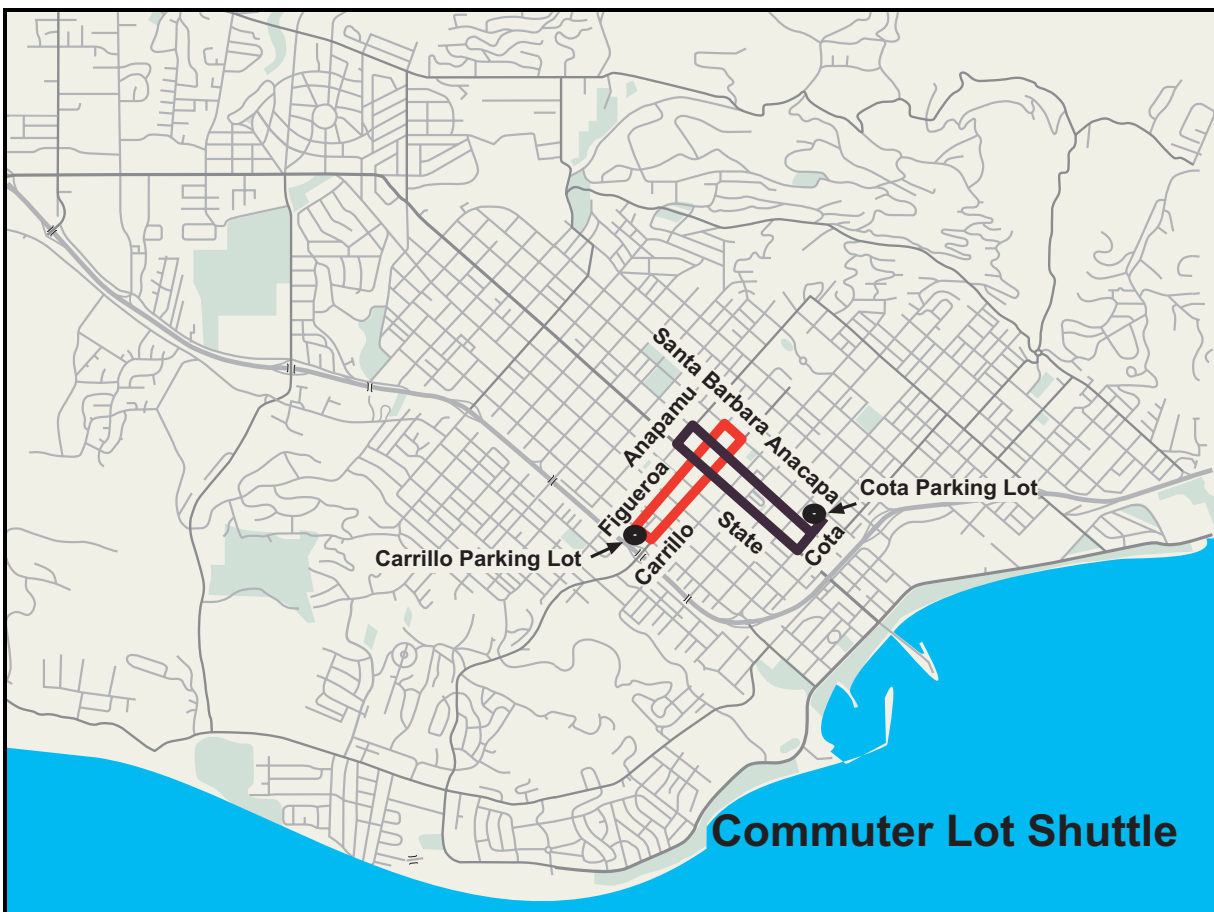 Santa Barbara
Anapamu
Anacapa
Figueroa
Cota Parking Lot
State
Cota
Carrillo
Carrillo Parking Lot
Commuter Lot Shuttle